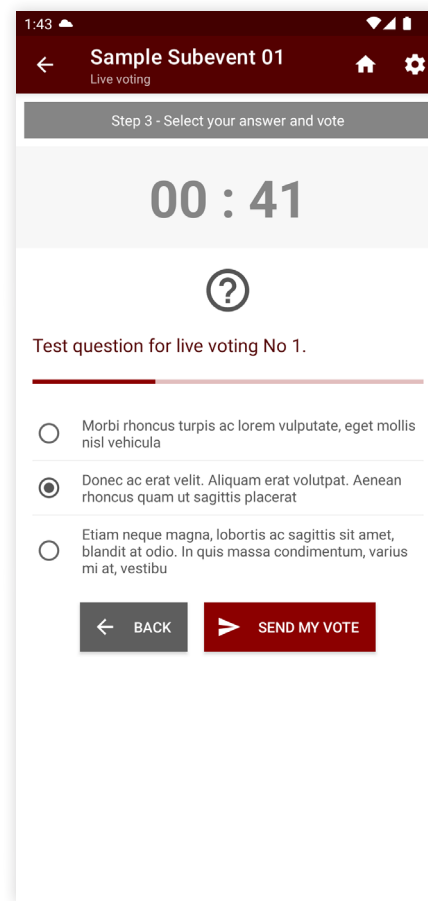 1:43
Sample Subevent 01
Live voting
Step 3 - Select your answer and vote
00 : 41
?
Test question for live voting No 1.
Morbi rhoncus turpis ac lorem vulputate, eget mollis
nisl vehicula
Donec ac erat velit. Aliquam erat volutpat. Aenean
rhoncus quam ut sagittis placerat
Etiam neque magna, lobortis ac sagittis sit amet,
blandit at odio. In quis massa condimentum, varius
mi at, vestibu
BACK
SEND MY VOTE